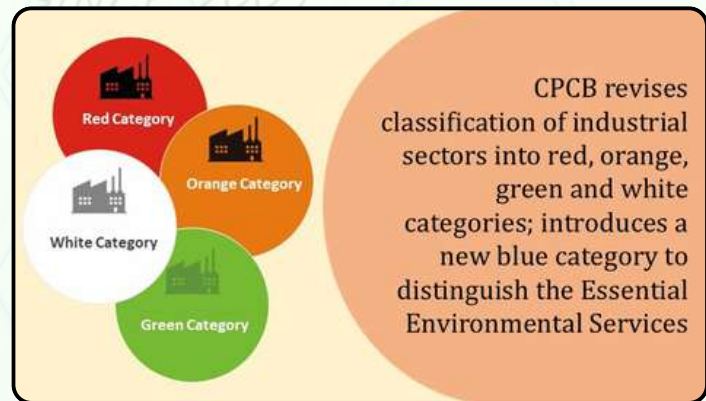 Red Category
Orange Category
White Category
Green Category
CPCB revises
classification of industrial
sectors into red, orange,
green and white
categories; introduces a
new blue category to
distinguish the Essential
Environmental Services